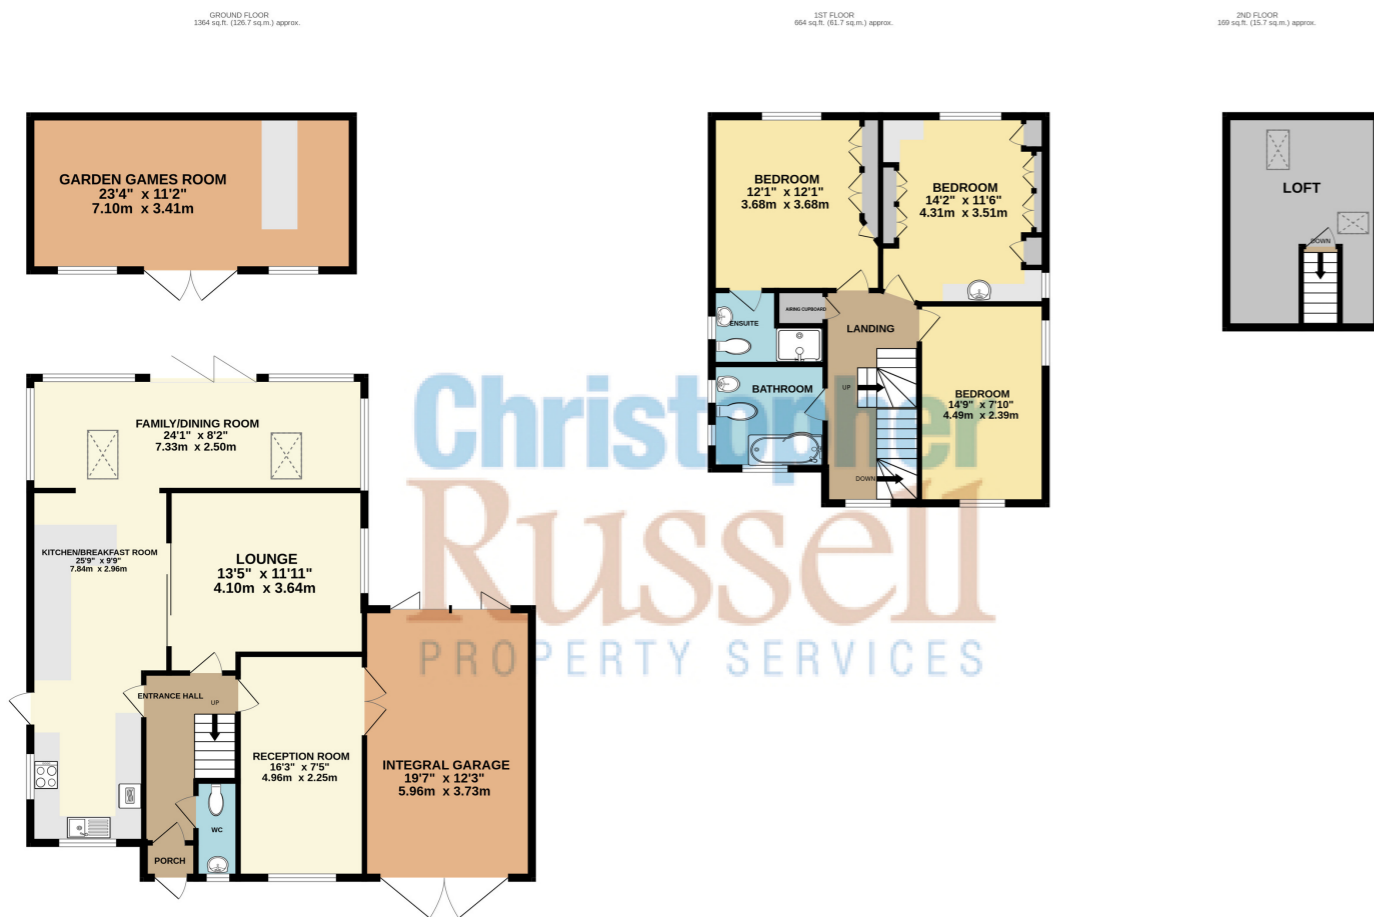 GROUND FLOOR
1364 sq.ft. (126.7 sq.m.) approx.
1ST FLOOR
664 sq.ft. (61.7 sq.m.) approx.
2ND FLOOR
169 sq.ft. (15.7 sq.m.) approx.
GARDEN GAMES ROOM
23'4" x 11'2"
7.10m x 3.41m
FAMILY/DINING ROOM
24'1" x 8'2"
7.33m x 2.50m
KITCHEN/BREAKFAST ROOM
25'9" x 9'9"
7.84m x 2.96m
LOUNGE
13'5" x 11'11"
4.10m x 3.64m
ENTRANCE HALL
UP
RECEPTION ROOM
16'3" x 7'5"
4.96m x 2.25m
INTEGRAL GARAGE
19'7" x 12'3"
5.96m x 3.73m
WC
PORCH
BEDROOM
12'1" x 12'1"
3.68m x 3.68m
BEDROOM
14'2" x 11'6"
4.31m x 3.51m
ENSUITE
AIRING CUPBOARD
LANDING
BATHROOM
UP
BEDROOM
14'9" x 7'10"
4.49m x 2.39m
DOWN
LOFT
DOWN
Christopher
Russell
PROPERTY SERVICES